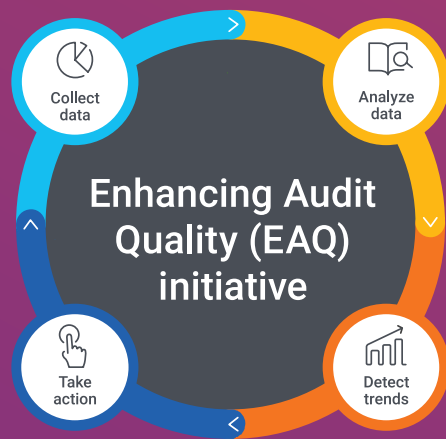 Collect
data
Analyze
data
Enhancing Audit
Quality (EAQ)
initiative
Take
action
Detect
trends